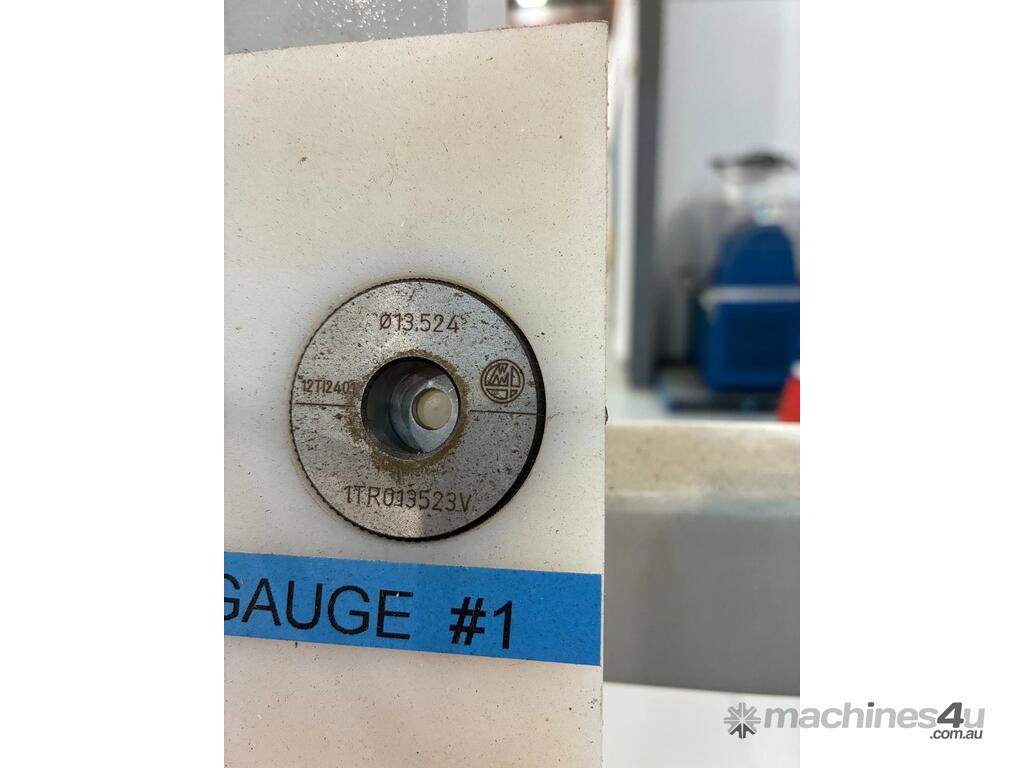 Ø13.524
12TI2401
1TR013523V
GAUGE #1
machines4u
.com.au